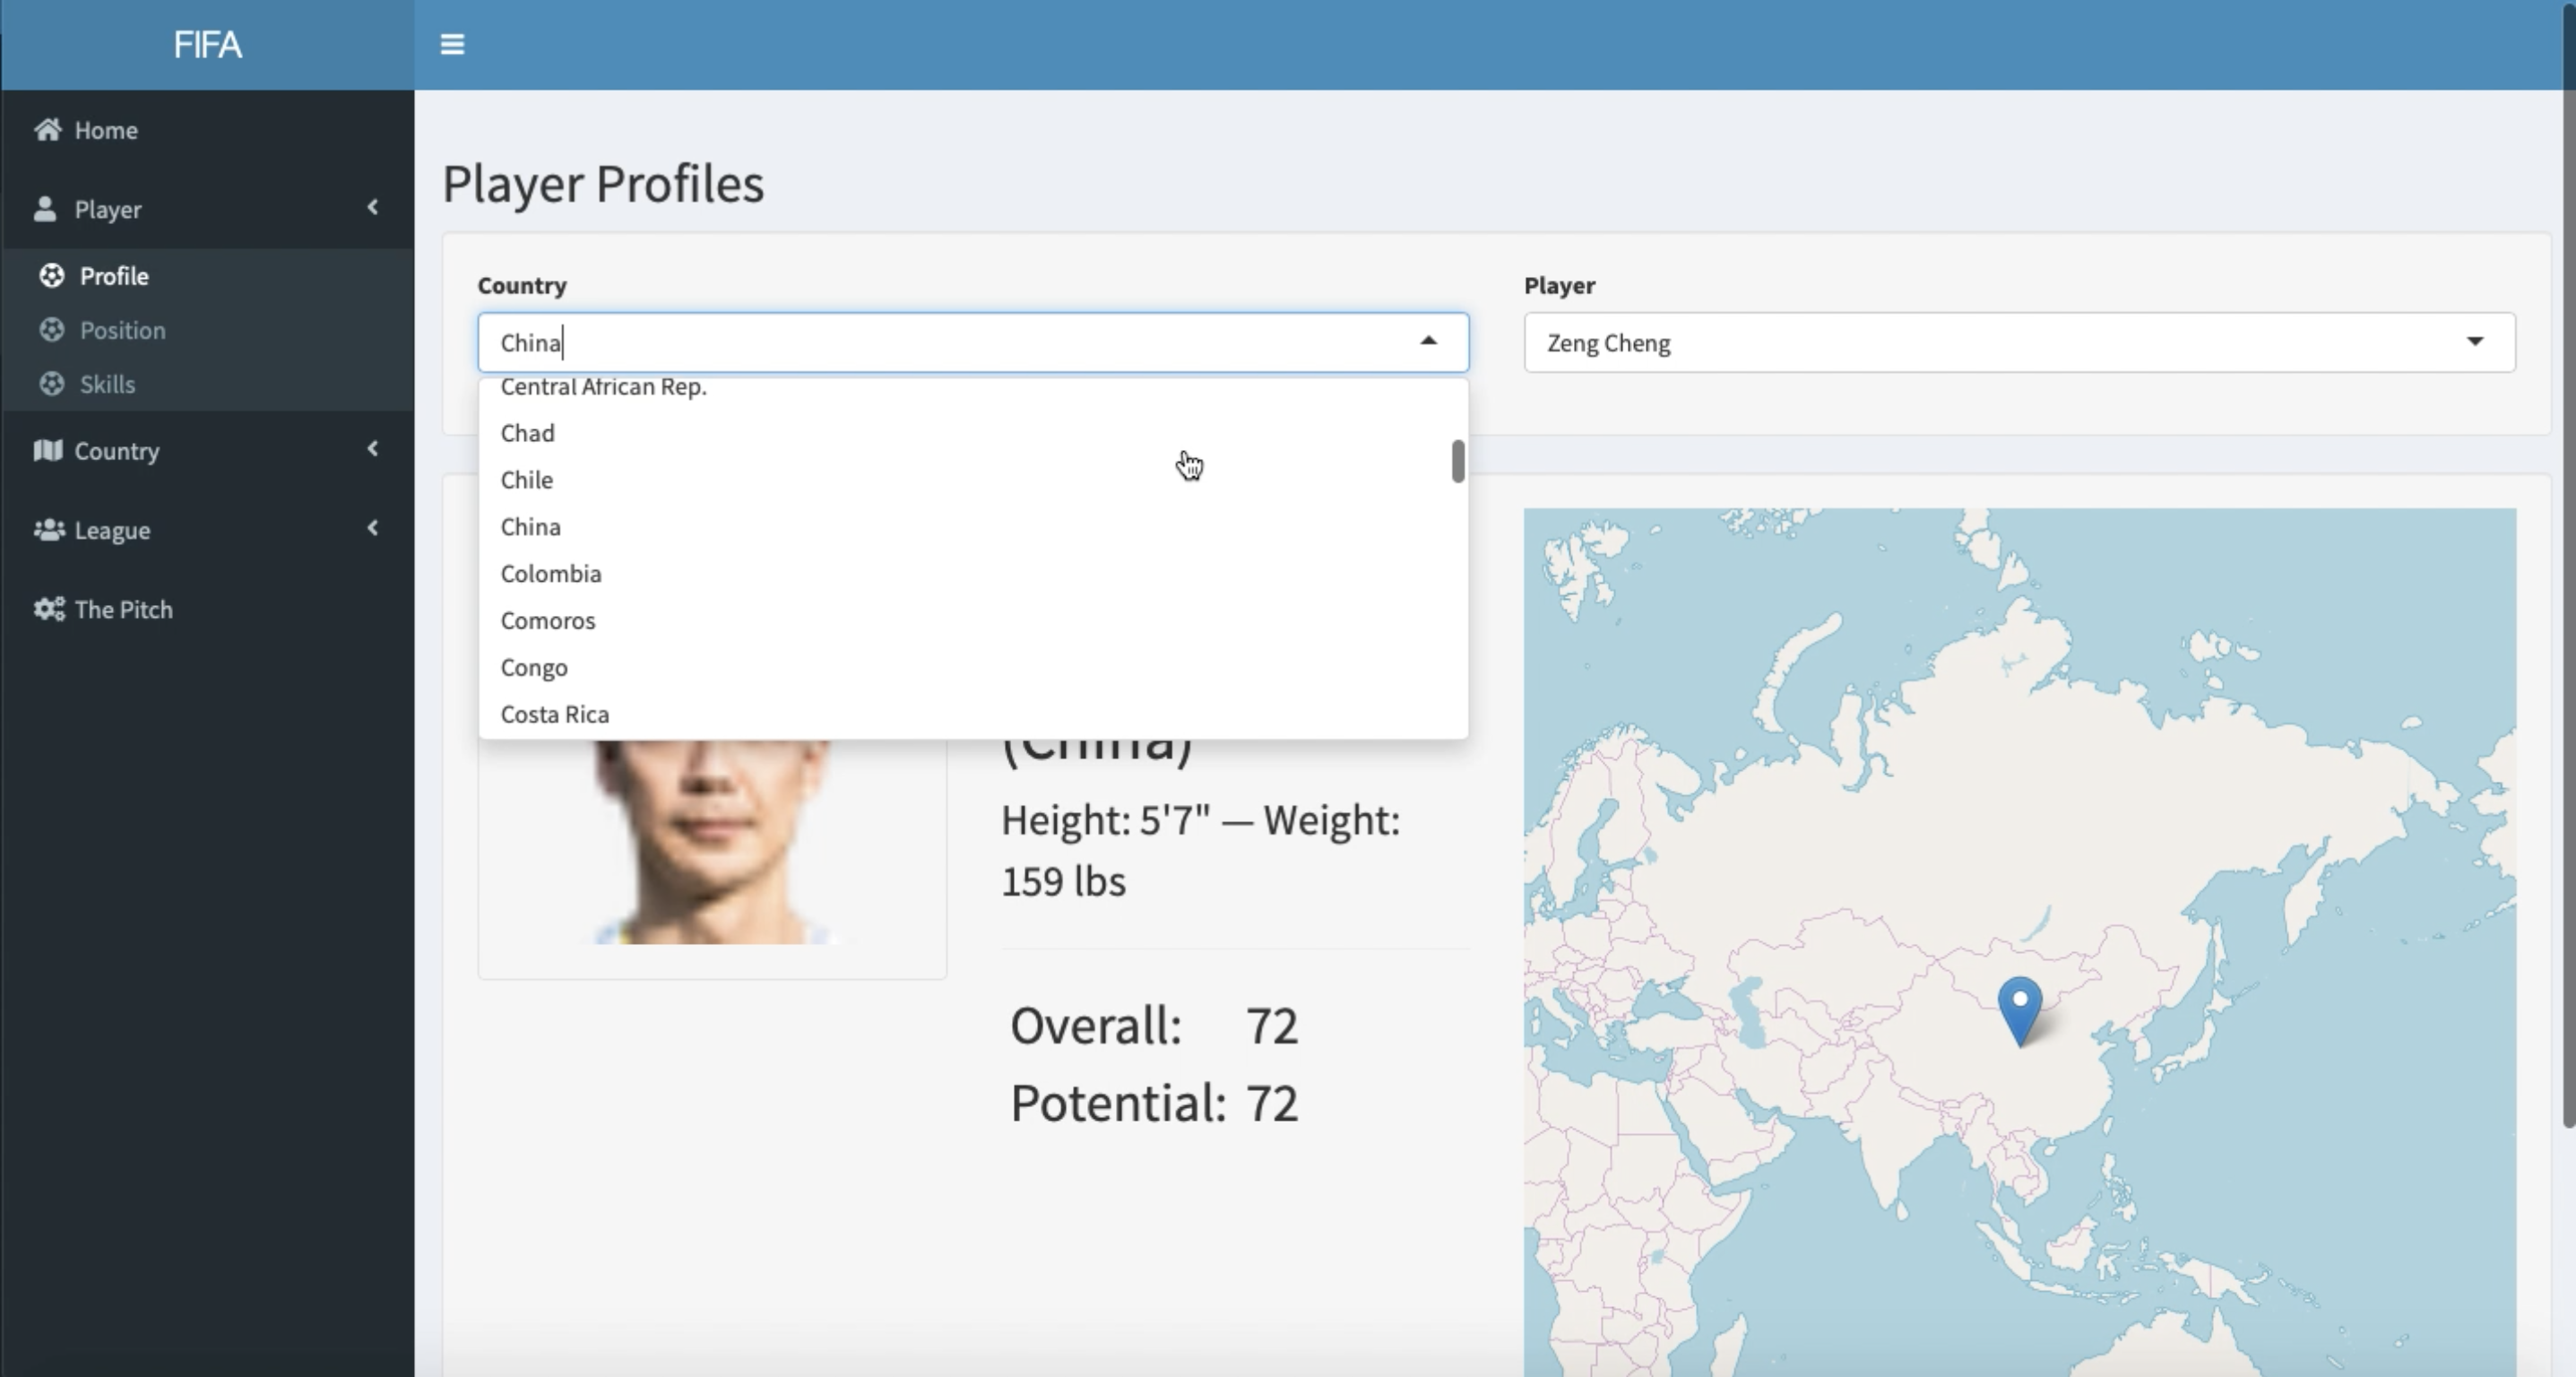 FIFA
Home
Player
Profile
Position
Skills
Country
League
The Pitch
Player Profiles
Country
China
Central African Rep.
Chad
Chile
China
Colombia
Comoros
Congo
Costa Rica
Player
Zeng Cheng
(China)
Height: 5'7" — Weight:
159 lbs
Overall: 72
Potential: 72